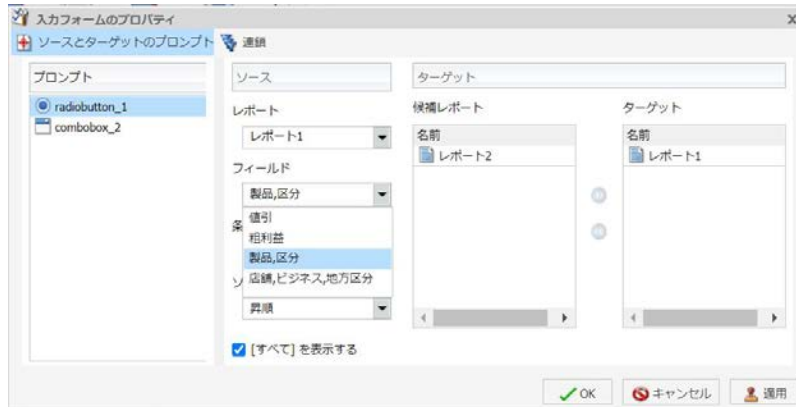 入力フォームのプロパティ
X
ソースとターゲットのプロンプト
連鎖
プロンプト
radiobutton_1
combobox_2
ソース
レポート
レポート1
フィールド
製品,区分
値引
粗利益
製品,区分
店舗,ビジネス,地方区分
条
ソ
昇順
[すべて] を表示する
ターゲット
候補レポート
名前
レポート2
ターゲット
名前
レポート1
OK
キャンセル
適用